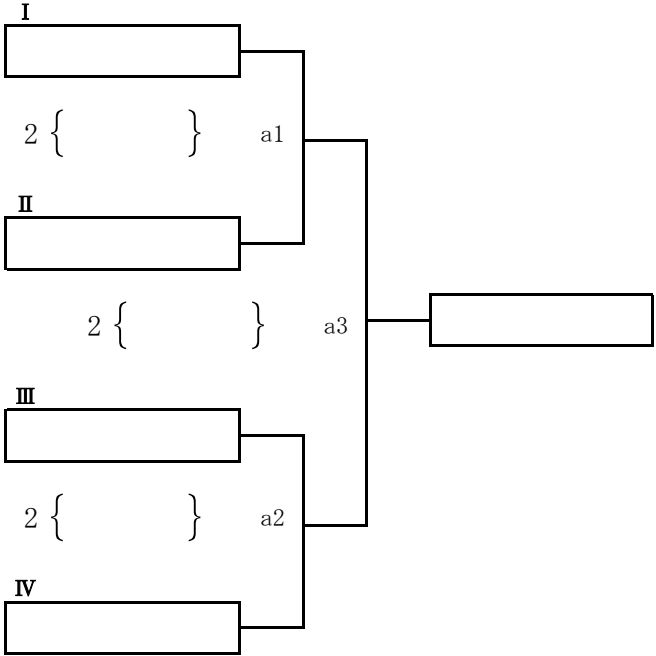 Ⅰ
2 { } a1
Ⅱ
2 { } a3
Ⅲ
2 { } a2
Ⅳ